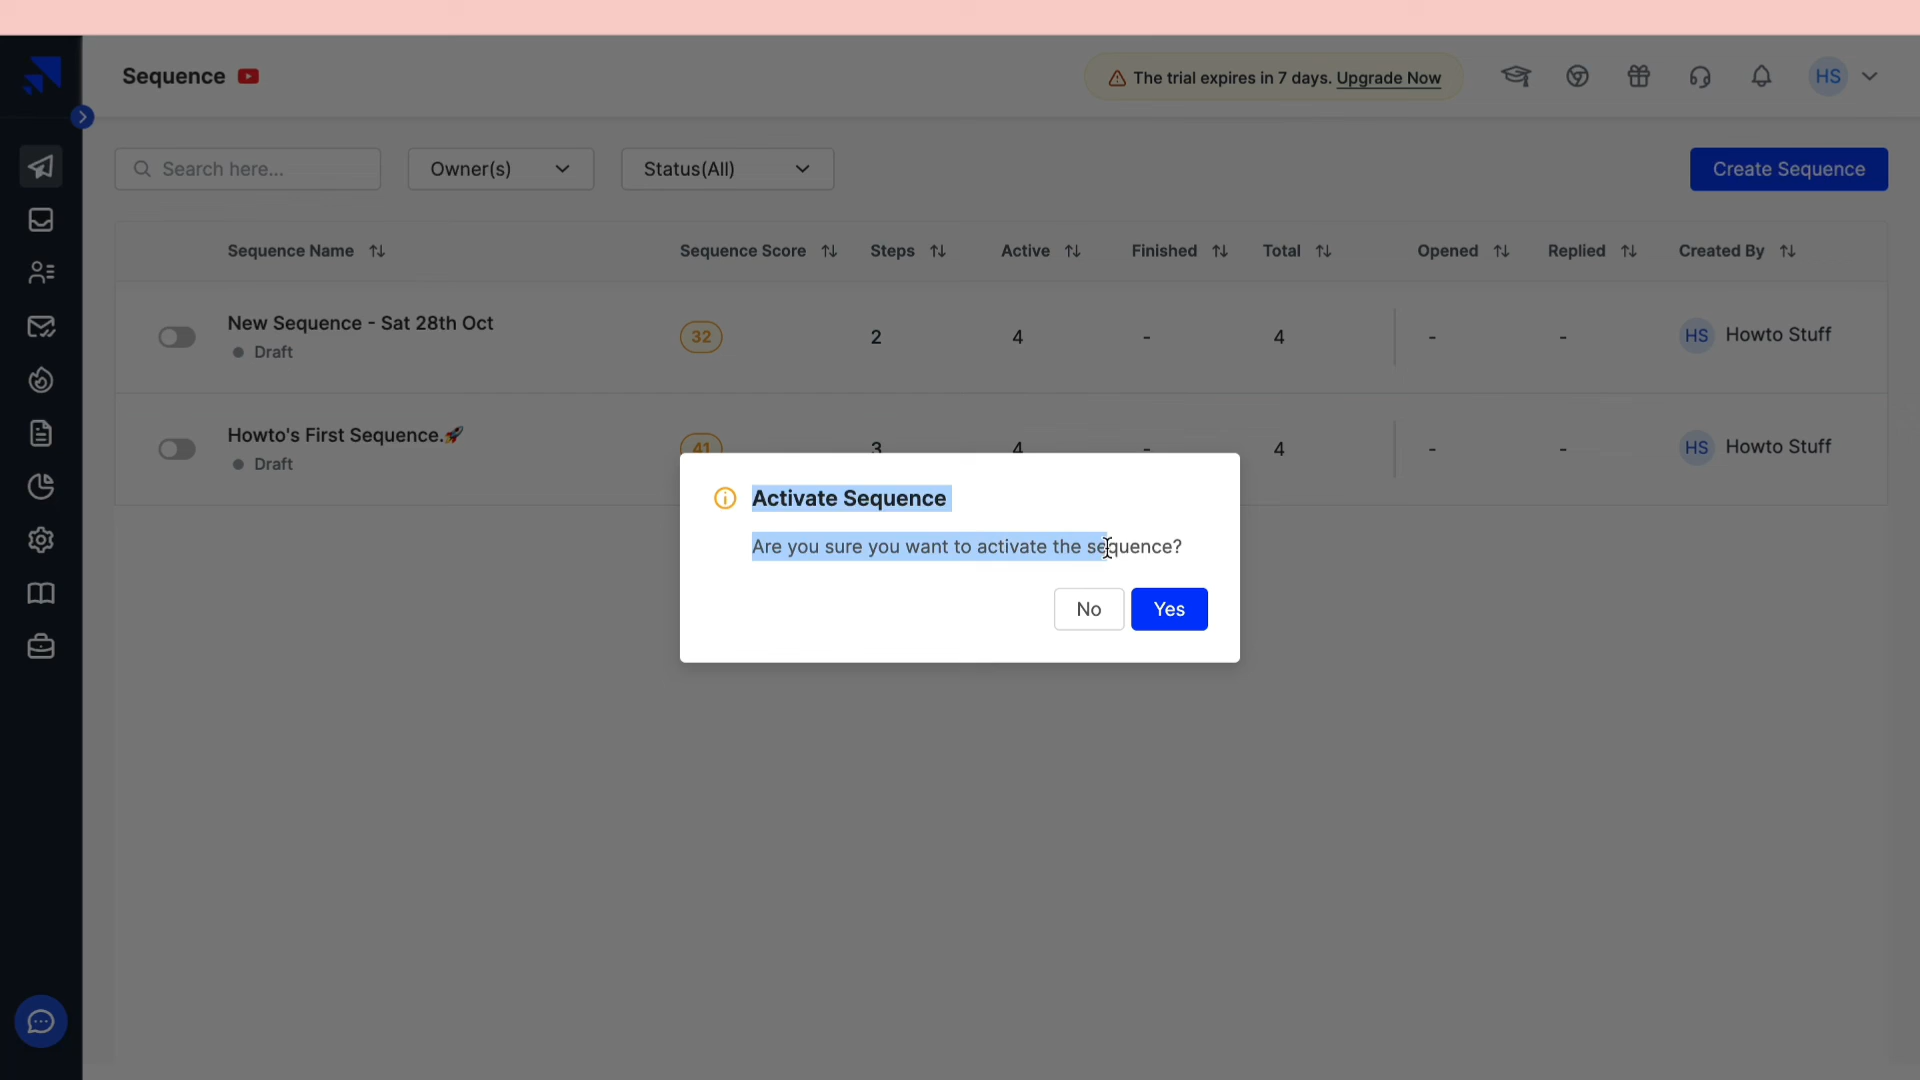 Sequence
The trial expires in 7 days. Upgrade Now
HS
Search here...
Owner(s)
Status(All)
Create Sequence
Sequence Name Sequence Score Steps Active Finished Total Opened Replied Created By
New Sequence - Sat 28th Oct
Draft
32 2 4 - 4 - - HS Howto Stuff
Howto's First Sequence.🚀
Draft
41 3 4 - 4 - - HS Howto Stuff
Activate Sequence
Are you sure you want to activate the sequence?
No
Yes